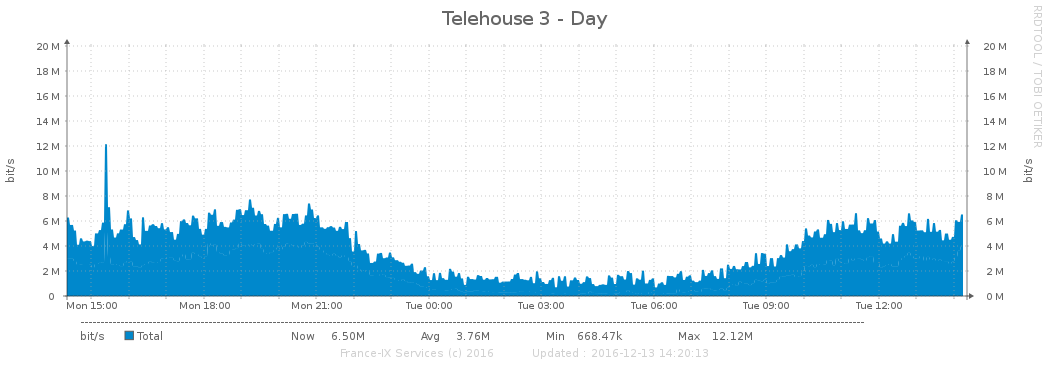 Telehouse 3 - Day
RRDTOOL / TOBI OETIKER
20 M 20 M
18 M 18 M
16 M 16 M
14 M 14 M
12 M 12 M
10 M 10 M
8 M 8 M
6 M 6 M
4 M 4 M
2 M 2 M
0 0 M
bit/s
bit/s
Mon 15:00 Mon 18:00 Mon 21:00 Tue 00:00 Tue 03:00 Tue 06:00 Tue 09:00 Tue 12:00
bit/s Total Now 6.50M Avg 3.76M Min 668.47k Max 12.12M
France-IX Services (c) 2016 Updated : 2016-12-13 14:20:13